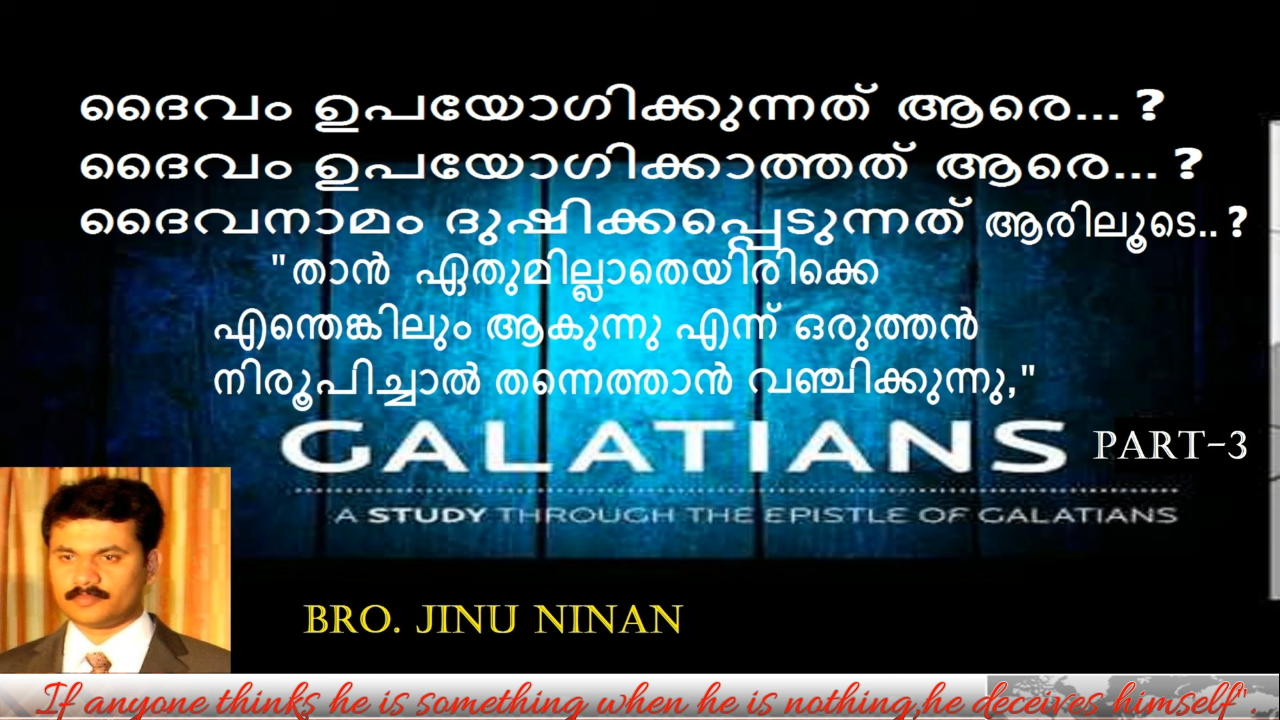 ദൈവം ഉപയോഗിക്കുന്നത് ആരെ... ?
ദൈവം ഉപയോഗിക്കാത്തത് ആരെ... ?
ദൈവനാമം ദുഷിക്കപ്പെടുന്നത് ആരിലൂടെ.. ?
"താൻ ഏതുമില്ലാതെയിരിക്കെ
എന്തെങ്കിലും ആകുന്നു എന്ന് ഒരുത്തൻ
നിരൂപിച്ചാൽ തന്നെത്താൻ വഞ്ചിക്കുന്നു,"
GALATIANS PART-3
A STUDY THROUGH THE EPISTLE OF GALATIANS
BRO. JINU NINAN
If anyone thinks he is something when he is nothing,he deceives himself".